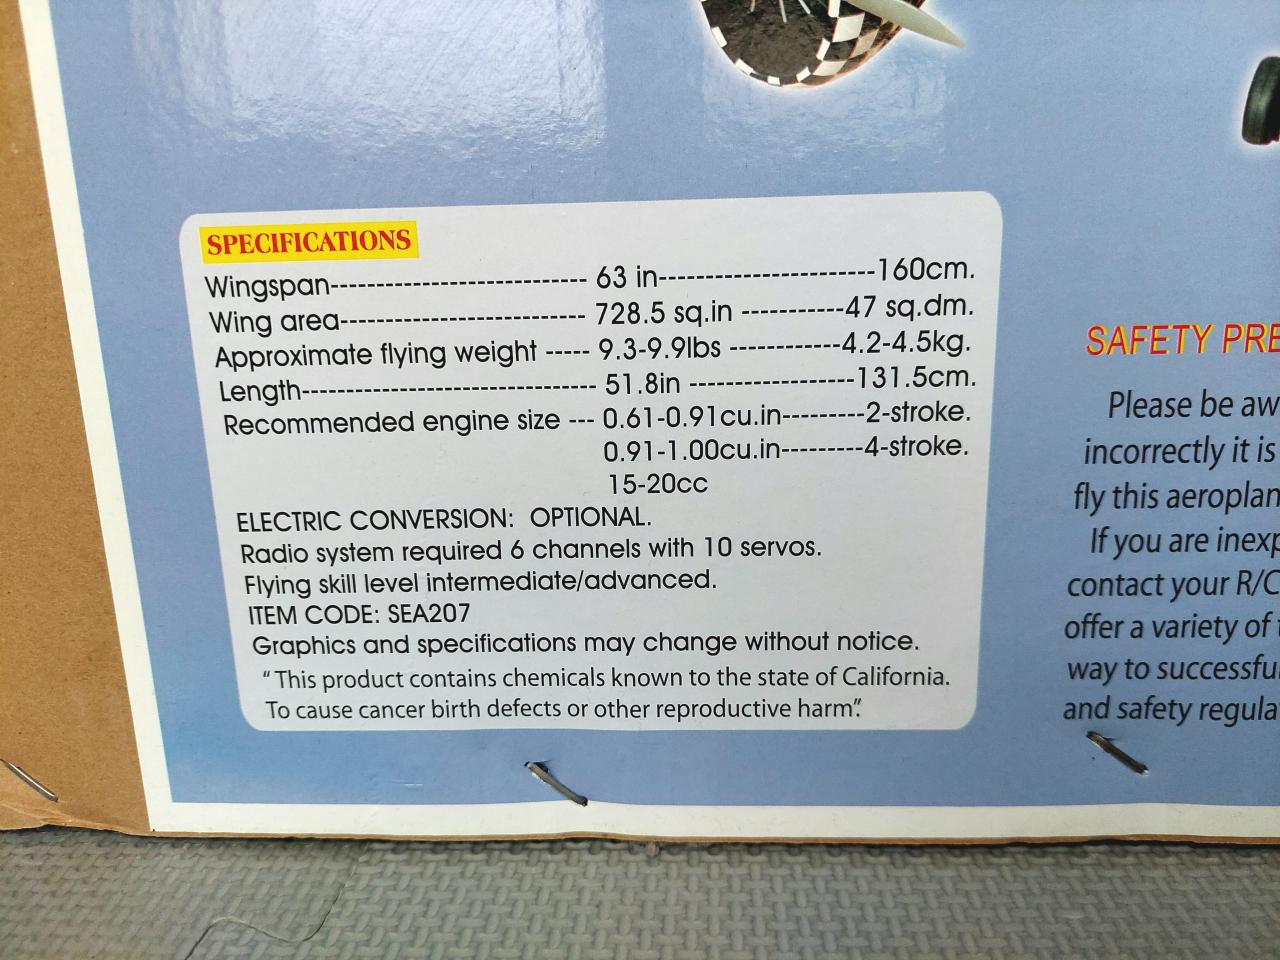 SPECIFICATIONS
Wingspan---------------------------- 63 in-----------------------160cm.
Wing area--------------------------- 728.5 sq.in -----------47 sq.dm.
Approximate flying weight ----- 9.3-9.9lbs ------------4.2-4.5kg.
Length-------------------------------- 51.8in ------------------131.5cm.
Recommended engine size --- 0.61-0.91cu.in---------2-stroke.
0.91-1.00cu.in---------4-stroke.
15-20cc
ELECTRIC CONVERSION: OPTIONAL.
Radio system required 6 channels with 10 servos.
Flying skill level intermediate/advanced.
ITEM CODE: SEA207
Graphics and specifications may change without notice.
“This product contains chemicals known to the state of California.
To cause cancer birth defects or other reproductive harm”.
SAFETY PRE
Please be aw
incorrectly it is
fly this aeroplan
If you are inexp
contact your R/C
offer a variety of
way to successfu
and safety regula